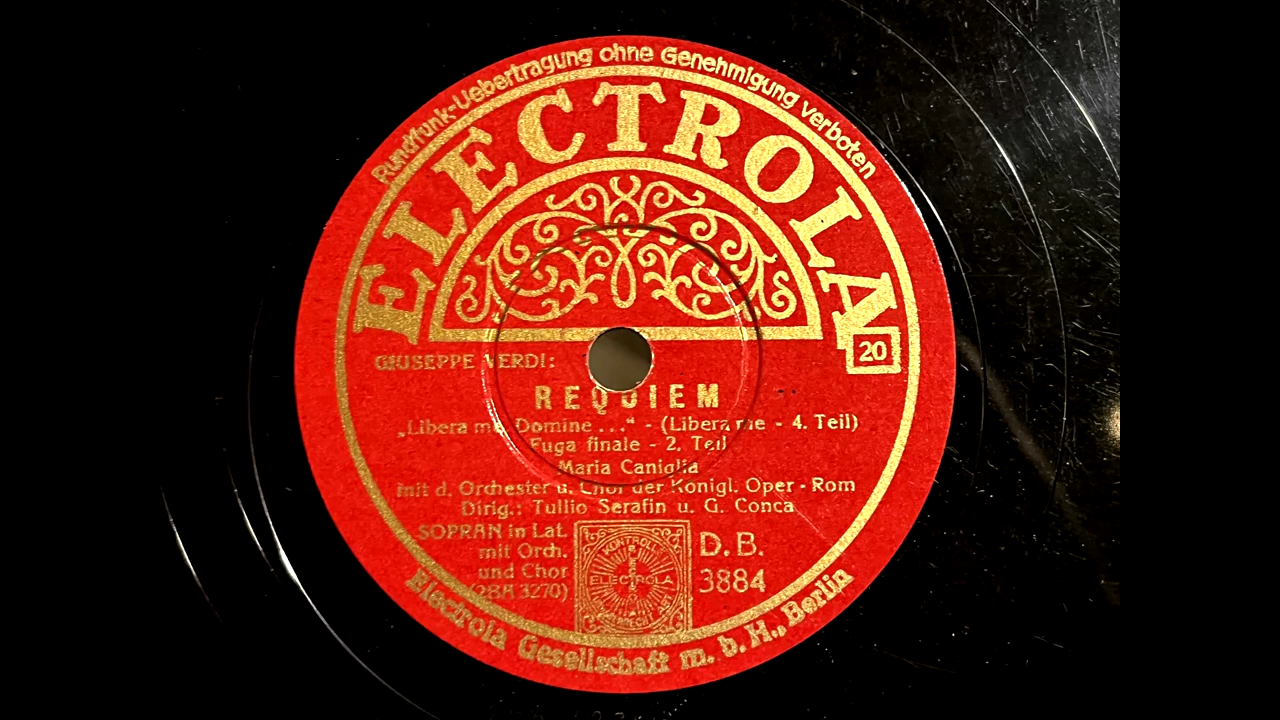 Rundfunk-Uebertragung ohne Genehmigung verboten
ELECTROLA
20
GIUSEPPE VERDI:
REQUIEM
„Libera me Domine . . .“ - (Libera me - 4. Teil)
Fuga finale - 2. Teil
Maria Caniglia
mit d. Orchester u. Chor der Königl. Oper - Rom
Dirig.: Tullio Serafin u. G. Conca
SOPRAN in Lat.
mit Orch.
und Chor
(2BA 3270)
KONTROLL
ELECTROLA
D.B.
3884
Electrola Gesellschaft m. b. H., Berlin